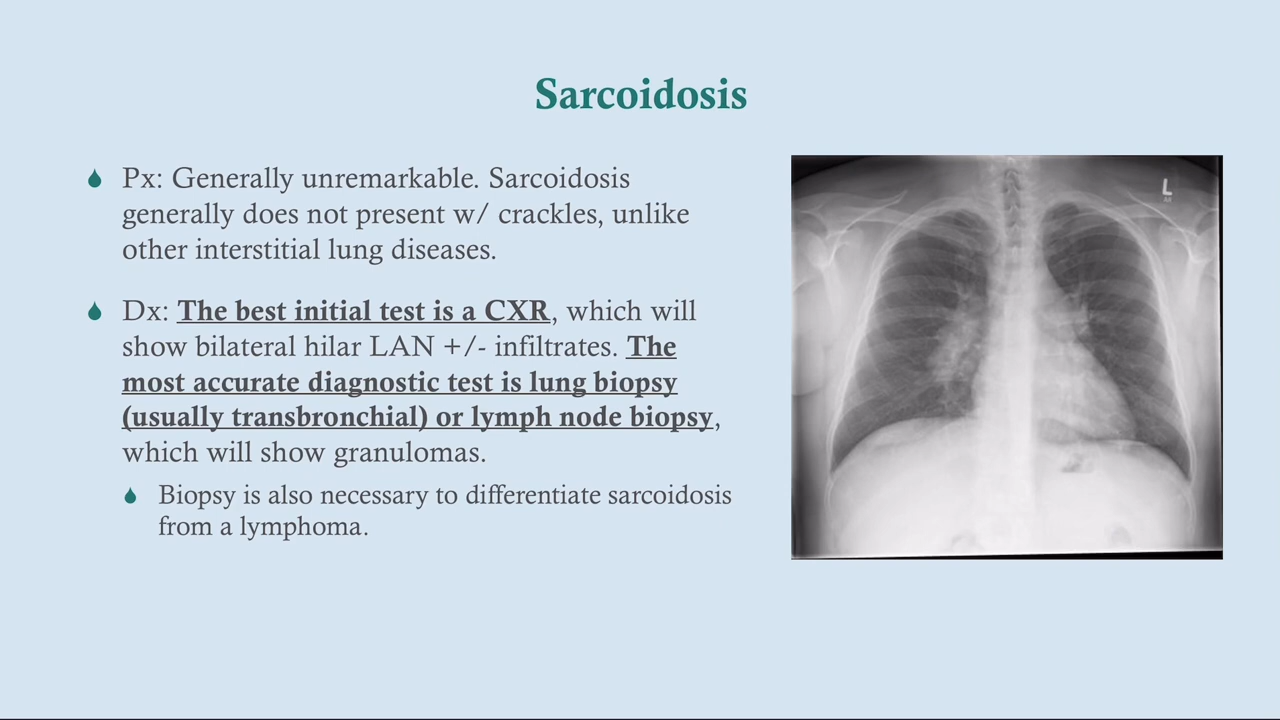 Sarcoidosis
Px: Generally unremarkable. Sarcoidosis
generally does not present w/ crackles, unlike
other interstitial lung diseases.
Dx: The best initial test is a CXR, which will
show bilateral hilar LAN +/- infiltrates. The
most accurate diagnostic test is lung biopsy
(usually transbronchial) or lymph node biopsy,
which will show granulomas.
Biopsy is also necessary to differentiate sarcoidosis
from a lymphoma.
L